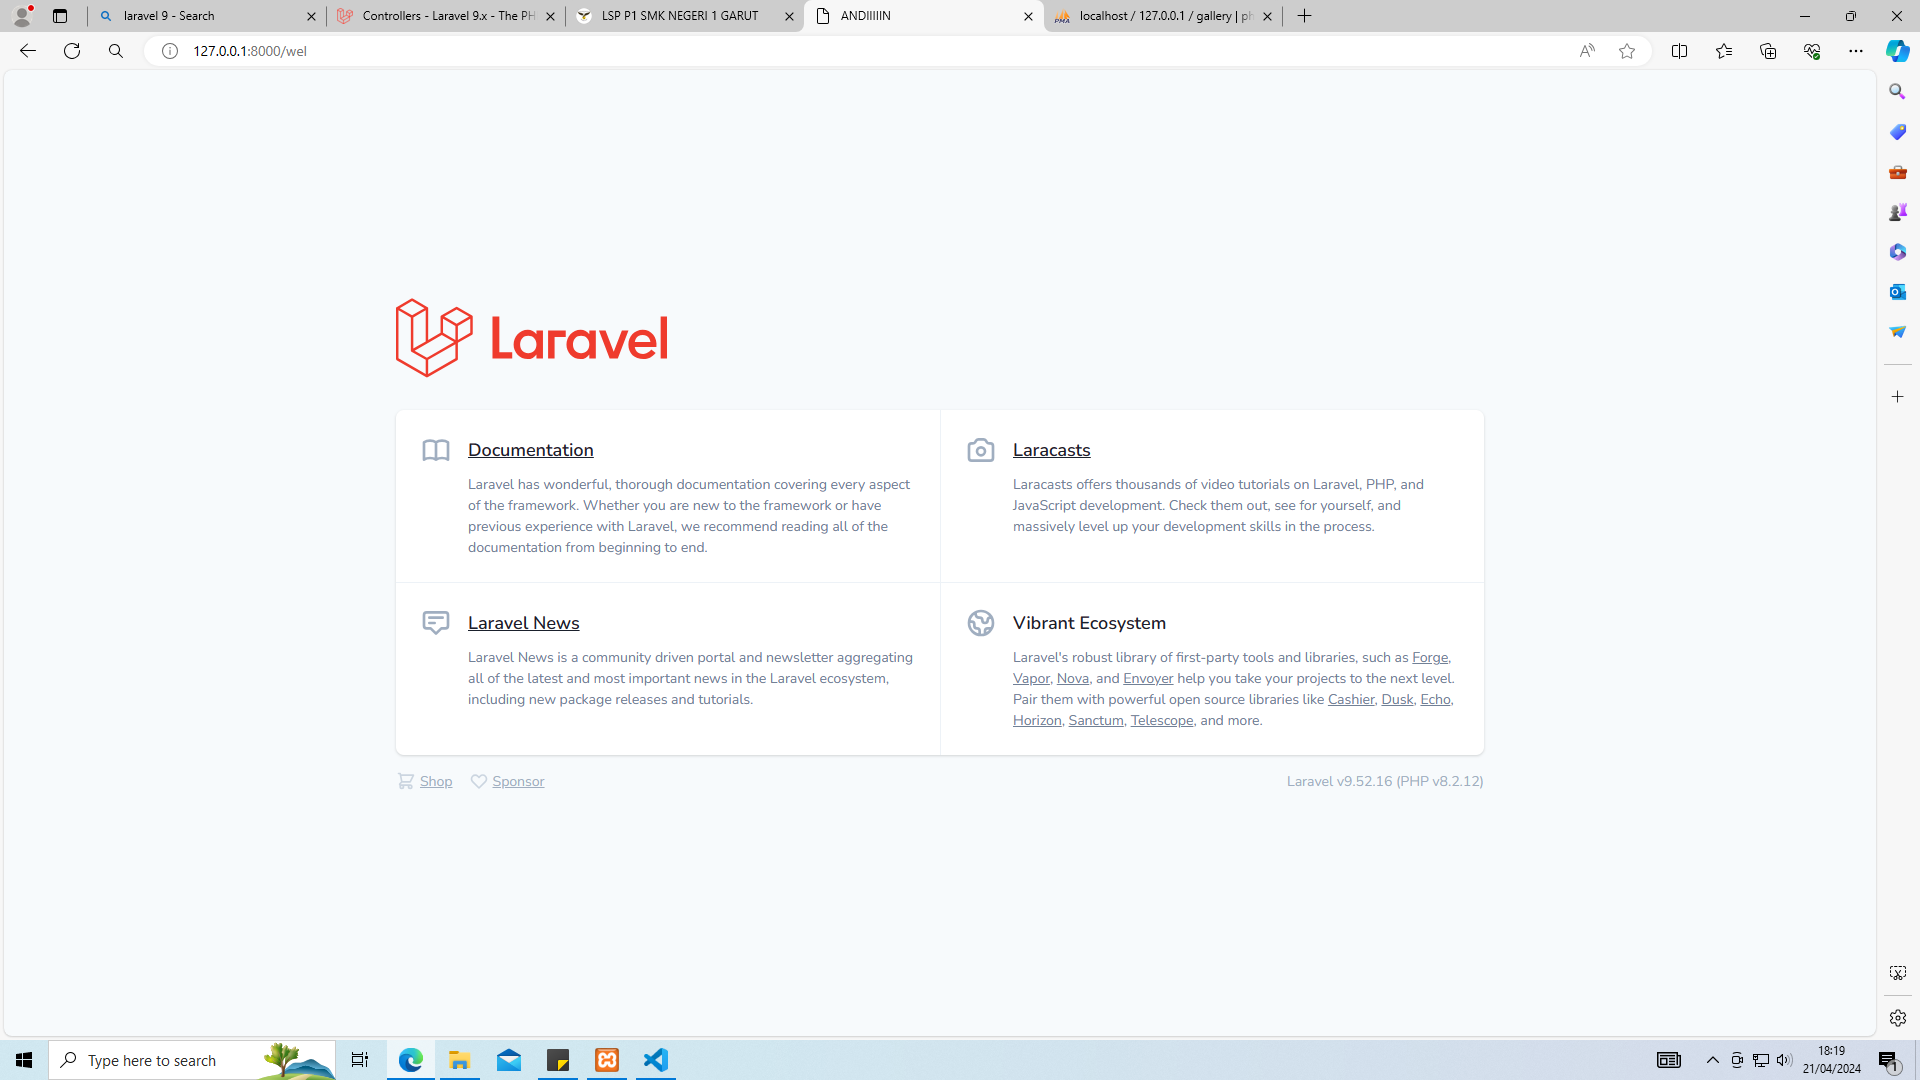 laravel 9 - Search
Controllers - Laravel 9.x - The PH
LSP P1 SMK NEGERI 1 GARUT
ANDIIIIIN
localhost / 127.0.0.1 / gallery | ph
127.0.0.1:8000/wel
Laravel
Documentation
Laravel has wonderful, thorough documentation covering every aspect
of the framework. Whether you are new to the framework or have
previous experience with Laravel, we recommend reading all of the
documentation from beginning to end.
Laracasts
Laracasts offers thousands of video tutorials on Laravel, PHP, and
JavaScript development. Check them out, see for yourself, and
massively level up your development skills in the process.
Laravel News
Laravel News is a community driven portal and newsletter aggregating
all of the latest and most important news in the Laravel ecosystem,
including new package releases and tutorials.
Vibrant Ecosystem
Laravel's robust library of first-party tools and libraries, such as Forge,
Vapor, Nova, and Envoyer help you take your projects to the next level.
Pair them with powerful open source libraries like Cashier, Dusk, Echo,
Horizon, Sanctum, Telescope, and more.
Shop
Sponsor
Laravel v9.52.16 (PHP v8.2.12)
Type here to search
18:19
21/04/2024
1